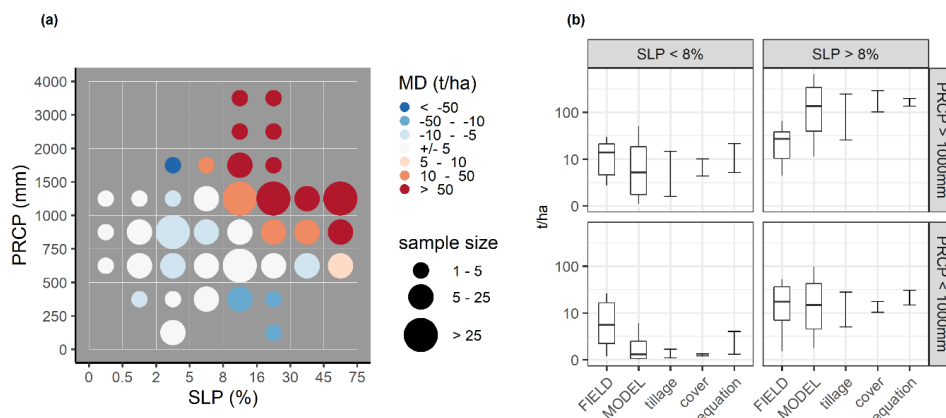 (a)
(b)
PRCP (mm)
4000
3000
2000
1500
1000
750
500
250
0
0 0.5 2 5 8 16 30 45 75
SLP (%)
MD (t/ha)
< -50
-50 - -10
-10 - -5
+/- 5
5 - 10
10 - 50
> 50
sample size
1 - 5
5 - 25
> 25
SLP < 8%
SLP > 8%
PRCP > 1000mm
PRCP < 1000mm
t/ha
100
10
0
100
10
0
FIELD MODEL tillage cover equation
FIELD MODEL tillage cover equation